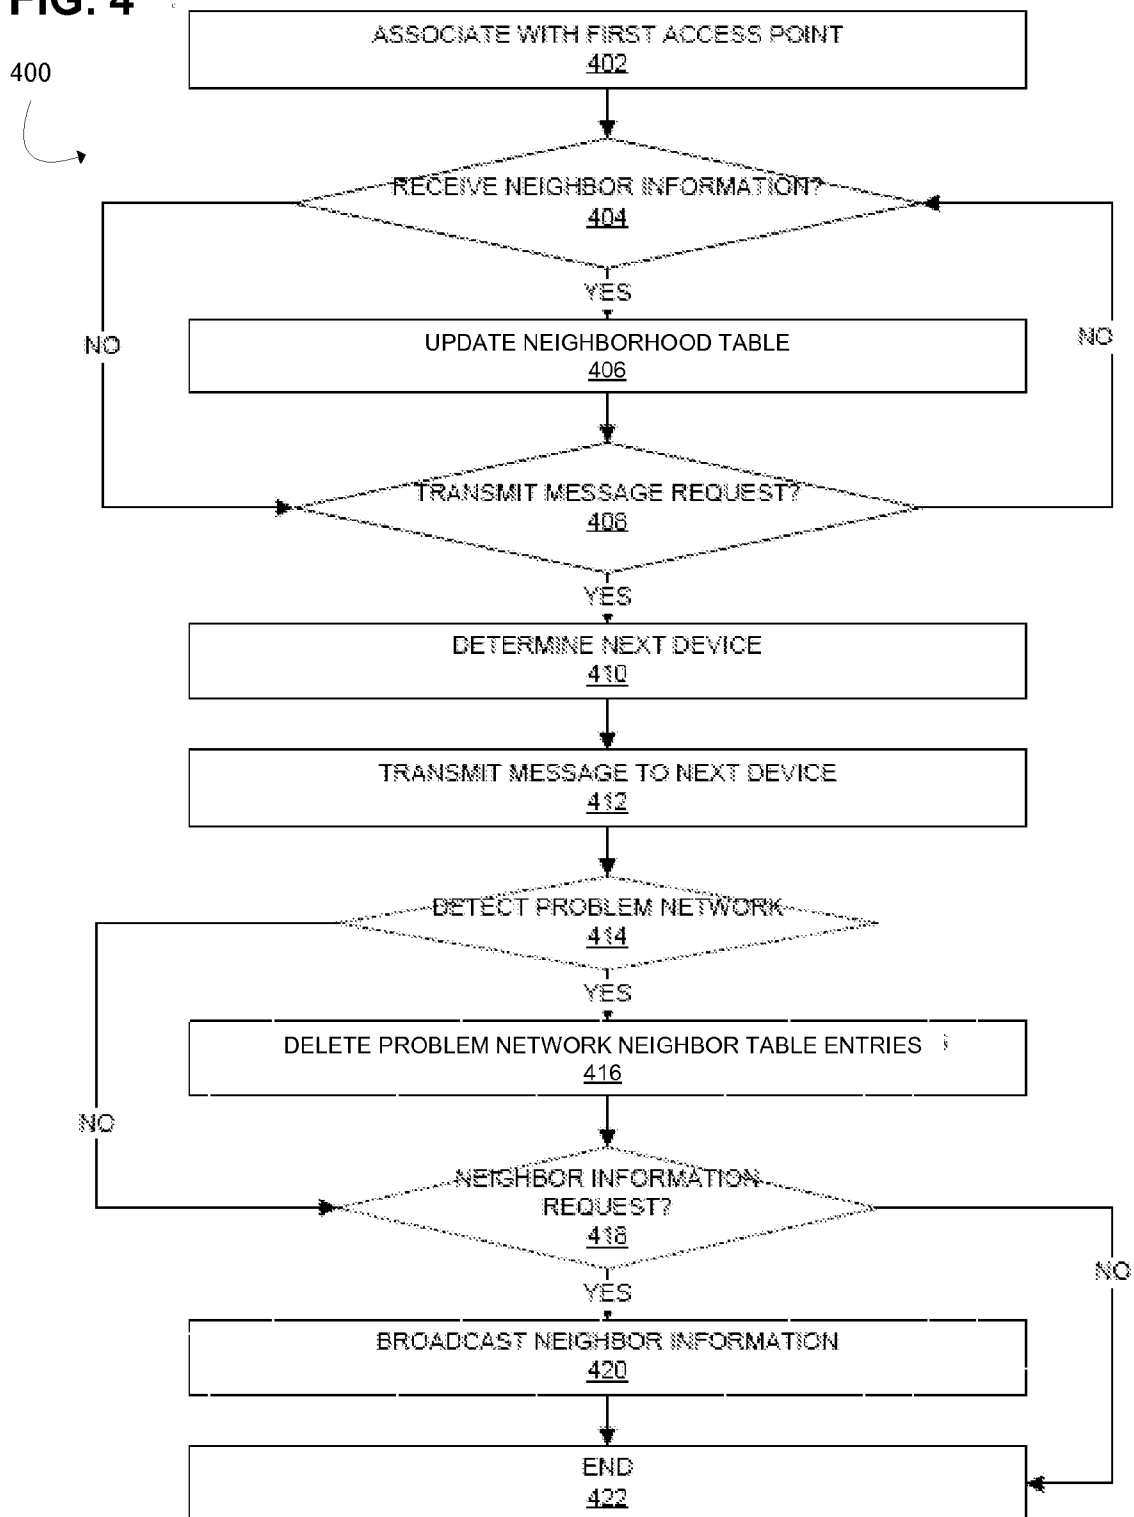 FIG. 4
ASSOCIATE WITH FIRST ACCESS POINT
402
400
RECEIVE NEIGHBOR INFORMATION?
404
YES
NO
UPDATE NEIGHBORHOOD TABLE
406
NO
TRANSMIT MESSAGE REQUEST?
408
YES
DETERMINE NEXT DEVICE
410
TRANSMIT MESSAGE TO NEXT DEVICE
412
DETECT PROBLEM NETWORK
414
YES
DELETE PROBLEM NETWORK NEIGHBOR TABLE ENTRIES
416
NO
NEIGHBOR INFORMATION
REQUEST?
418
NO
YES
BROADCAST NEIGHBOR INFORMATION
420
END
422